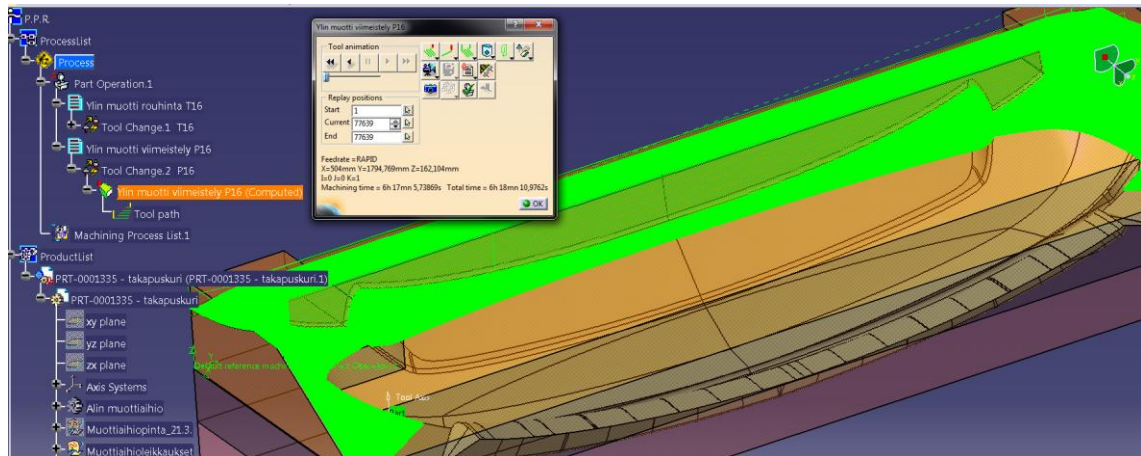 P.P.R.
ProcessList
Process
Part Operation.1
Ylin muotti rouhinta T16
Tool Change.1 T16
Ylin muotti viimeistely P16
Tool Change.2 P16
Ylin muotti viimeistely P16 (Computed)
Tool path
Machining Process List.1
ProductList
PRT-0001335 - takapuskuri (PRT-0001335 - takapuskuri.1)
PRT-0001335 - takapuskuri
xy plane
yz plane
zx plane
Axis Systems
Alin muottiaihio
Muottiaihiopinta_21.3.
Muottiaihioleikkaukset
Ylin muotti viimeistely P16
Tool animation
Replay positions
Start 1
Current 77639
End 77639
Feedrate =RAPID
X=504mm Y=1794,769mm Z=162,104mm
I=0 J=0 K=1
Machining time = 6h 17mn 5,73869s Total time = 6h 18mn 10,9762s
OK
Default reference
Tool Axis
Part